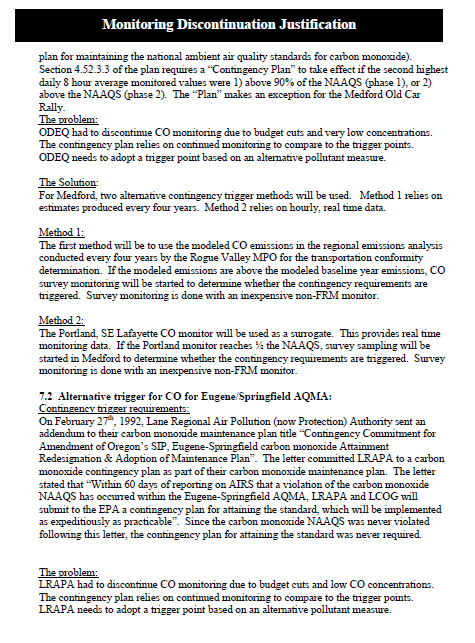 Monitoring Discontinuation Justification
plan for maintaining the national ambient air quality standards for carbon monoxide).
Section 4.52.3.3 of the plan requires a “Contingency Plan” to take effect if the second highest
daily 8 hour average monitored values were 1) above 90% of the NAAQS (phase 1), or 2)
above the NAAQS (phase 2). The “Plan” makes an exception for the Medford Old Car
Rally.
The problem:
ODEQ had to discontinue CO monitoring due to budget cuts and very low concentrations.
The contingency plan relies on continued monitoring to compare to the trigger points.
ODEQ needs to adopt a trigger point based on an alternative pollutant measure.
The Solution:
For Medford, two alternative contingency trigger methods will be used. Method 1 relies on
estimates produced every four years. Method 2 relies on hourly, real time data.
Method 1:
The first method will be to use the modeled CO emissions in the regional emissions analysis
conducted every four years by the Rogue Valley MPO for the transportation conformity
determination. If the modeled emissions are above the modeled baseline year emissions, CO
survey monitoring will be started to determine whether the contingency requirements are
triggered. Survey monitoring is done with an inexpensive non-FRM monitor.
Method 2:
The Portland, SE Lafayette CO monitor will be used as a surrogate. This provides real time
monitoring data. If the Portland monitor reaches ½ the NAAQS, survey sampling will be
started in Medford to determine whether the contingency requirements are triggered. Survey
monitoring is done with an inexpensive non-FRM monitor.
7.2 Alternative trigger for CO for Eugene/Springfield AQMA:
Contingency trigger requirements:
On February 27th, 1992, Lane Regional Air Pollution (now Protection) Authority sent an
addendum to their carbon monoxide maintenance plan title “Contingency Commitment for
Amendment of Oregon’s SIP, Eugene-Springfield carbon monoxide Attainment
Redesignation & Adoption of Maintenance Plan”. The letter committed LRAPA to a carbon
monoxide contingency plan as part of their carbon monoxide maintenance plan. The letter
stated that “Within 60 days of reporting on AIRS that a violation of the carbon monoxide
NAAQS has occurred within the Eugene-Springfield AQMA, LRAPA and LCOG will
submit to the EPA a contingency plan for attaining the standard, which will be implemented
as expeditiously as practicable”. Since the carbon monoxide NAAQS was never violated
following this letter, the contingency plan for attaining the standard was never required.
The problem:
LRAPA had to discontinue CO monitoring due to budget cuts and low CO concentrations.
The contingency plan relies on continued monitoring to compare to the trigger points.
LRAPA needs to adopt a trigger point based on an alternative pollutant measure.